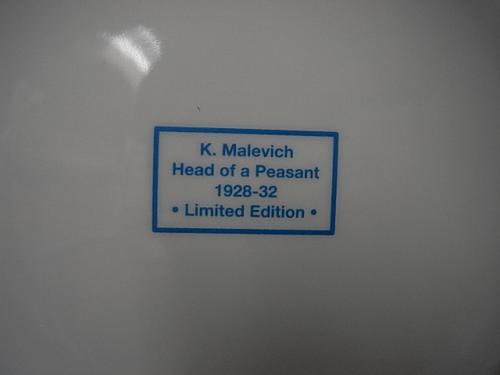 K. Malevich
Head of a Peasant
1928-32
• Limited Edition •